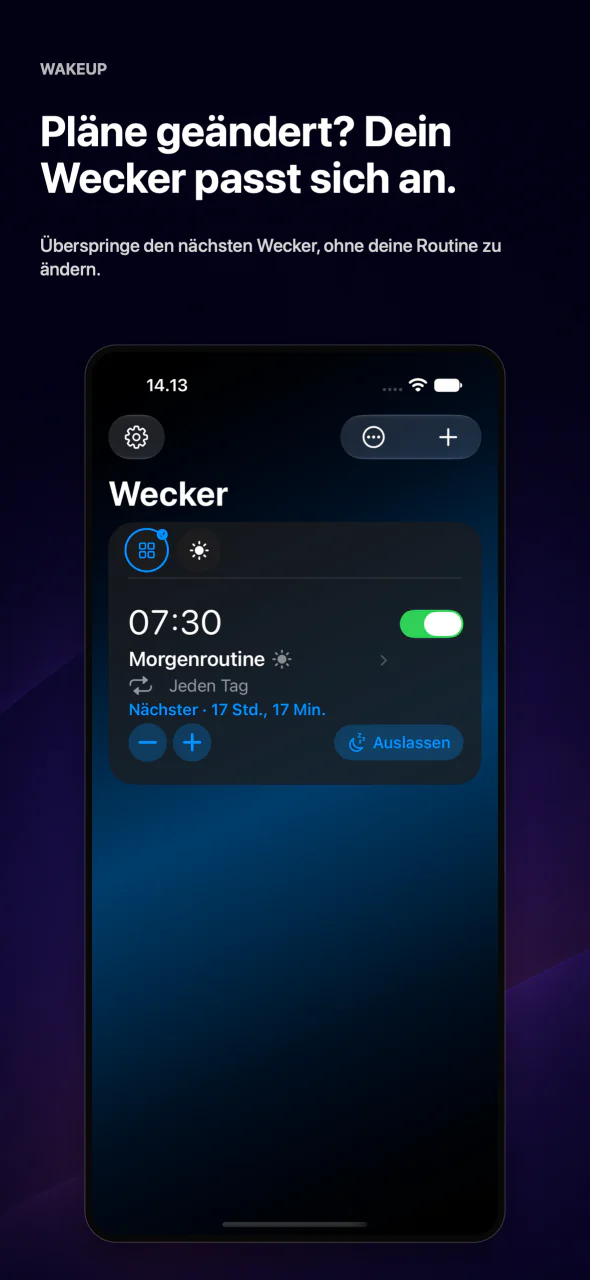 WAKEUP
Pläne geändert? Dein
Wecker passt sich an.
Überspringe den nächsten Wecker, ohne deine Routine zu
ändern.
14.13
Wecker
07:30
Morgenroutine
Jeden Tag
Nächster · 17 Std., 17 Min.
Auslassen